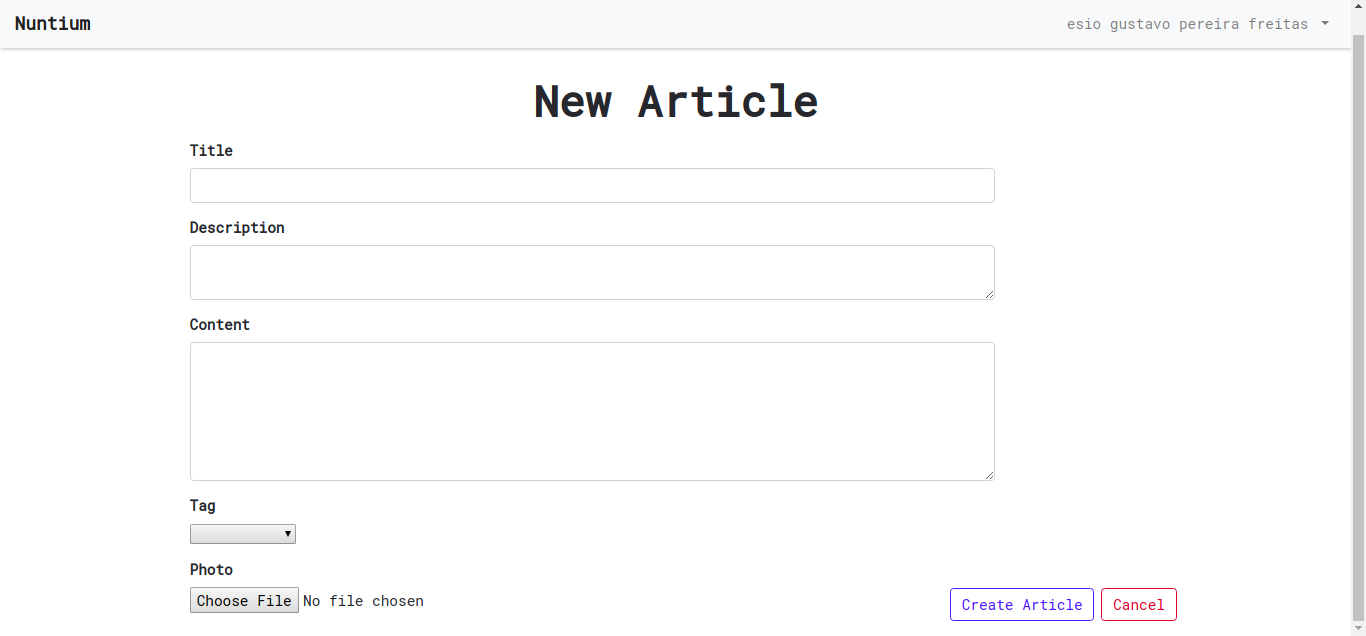 Nuntium
esio gustavo pereira freitas
New Article
Title
Description
Content
Tag
Photo
Choose File No file chosen
Create Article
Cancel